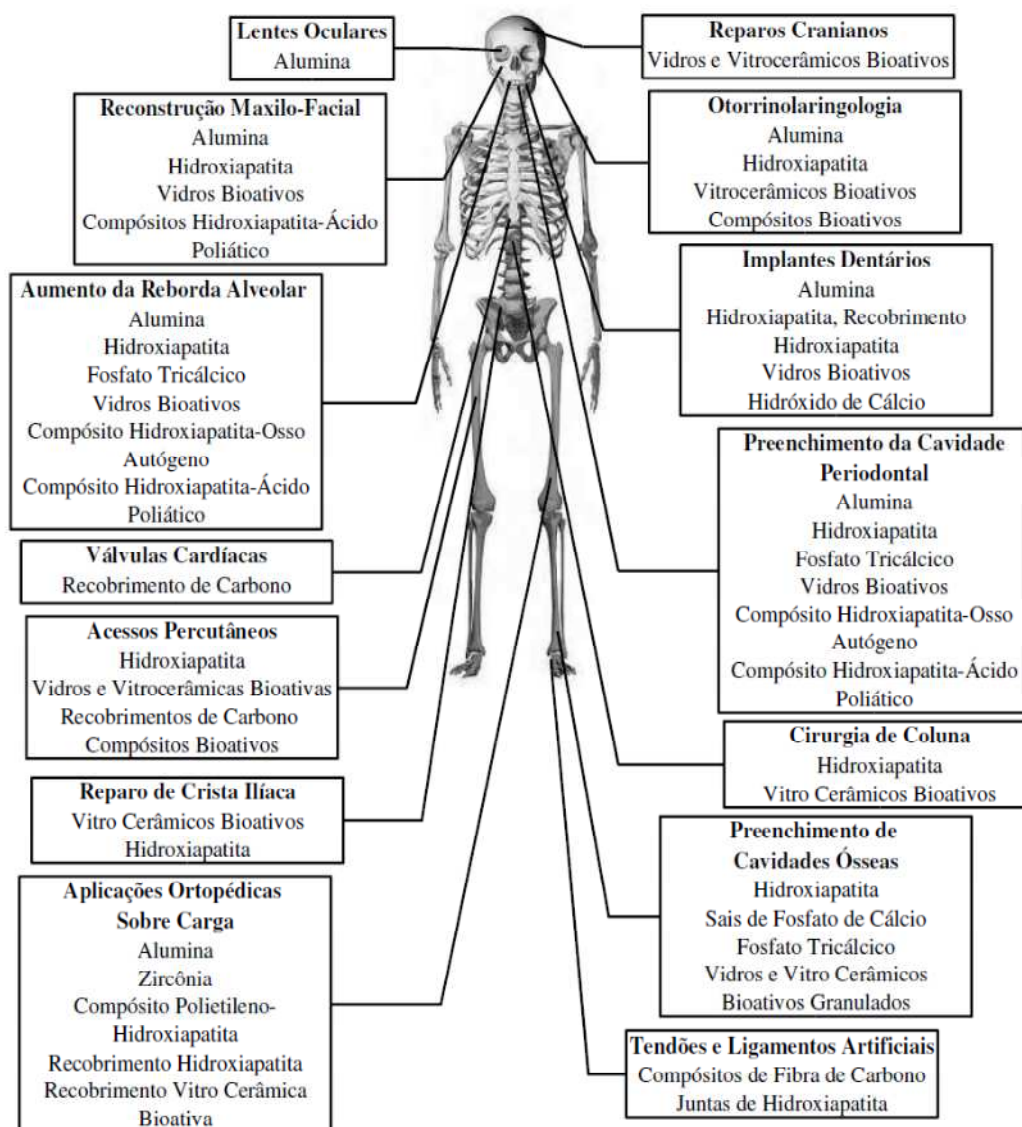 Lentes Oculares
Alumina
Reconstrução Maxilo-Facial
Alumina
Hidroxiapatita
Vidros Bioativos
Compósitos Hidroxiapatita-Ácido
Poliático
Aumento da Reborda Alveolar
Alumina
Hidroxiapatita
Fosfato Tricálcico
Vidros Bioativos
Compósito Hidroxiapatita-Osso
Autógeno
Compósito Hidroxiapatita-Ácido
Poliático
Válvulas Cardíacas
Recobrimento de Carbono
Acessos Percutâneos
Hidroxiapatita
Vidros e Vitrocerâmicas Bioativas
Recobrimentos de Carbono
Compósitos Bioativos
Reparo de Crista Ilíaca
Vitro Cerâmicos Bioativos
Hidroxiapatita
Aplicações Ortopédicas
Sobre Carga
Alumina
Zircônia
Compósito Polietileno-
Hidroxiapatita
Recobrimento Hidroxiapatita
Recobrimento Vitro Cerâmica
Bioativa
Reparos Cranianos
Vidros e Vitrocerâmicos Bioativos
Otorrinolaringologia
Alumina
Hidroxiapatita
Vitrocerâmicos Bioativos
Compósitos Bioativos
Implantes Dentários
Alumina
Hidroxiapatita, Recobrimento
Hidroxiapatita
Vidros Bioativos
Hidróxido de Cálcio
Preenchimento da Cavidade
Periodontal
Alumina
Hidroxiapatita
Fosfato Tricálcico
Vidros Bioativos
Compósito Hidroxiapatita-Osso
Autógeno
Compósito Hidroxiapatita-Ácido
Poliático
Cirurgia de Coluna
Hidroxiapatita
Vitro Cerâmicos Bioativos
Preenchimento de
Cavidades Ósseas
Hidroxiapatita
Sais de Fosfato de Cálcio
Fosfato Tricálcico
Vidros e Vitro Cerâmicos
Bioativos Granulados
Tendões e Ligamentos Artificiais
Compósitos de Fibra de Carbono
Juntas de Hidroxiapatita